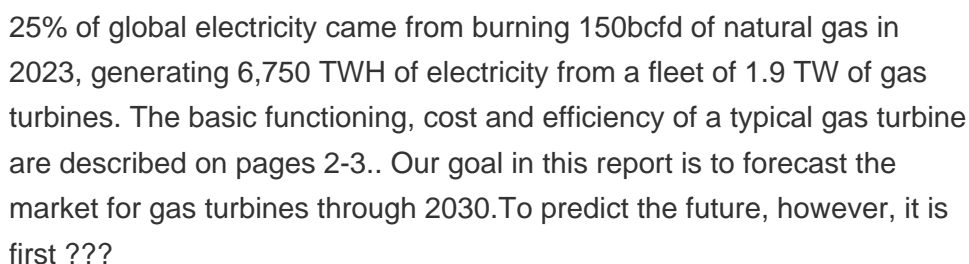 25% of global electricity came from burning 150bcfd of natural gas in
2023, generating 6,750 TWH of electricity from a fleet of 1.9 TW of gas
turbines. The basic functioning, cost and efficiency of a typical gas turbine
are described on pages 2-3.. Our goal in this report is to forecast the
market for gas turbines through 2030.To predict the future, however, it is
first ???